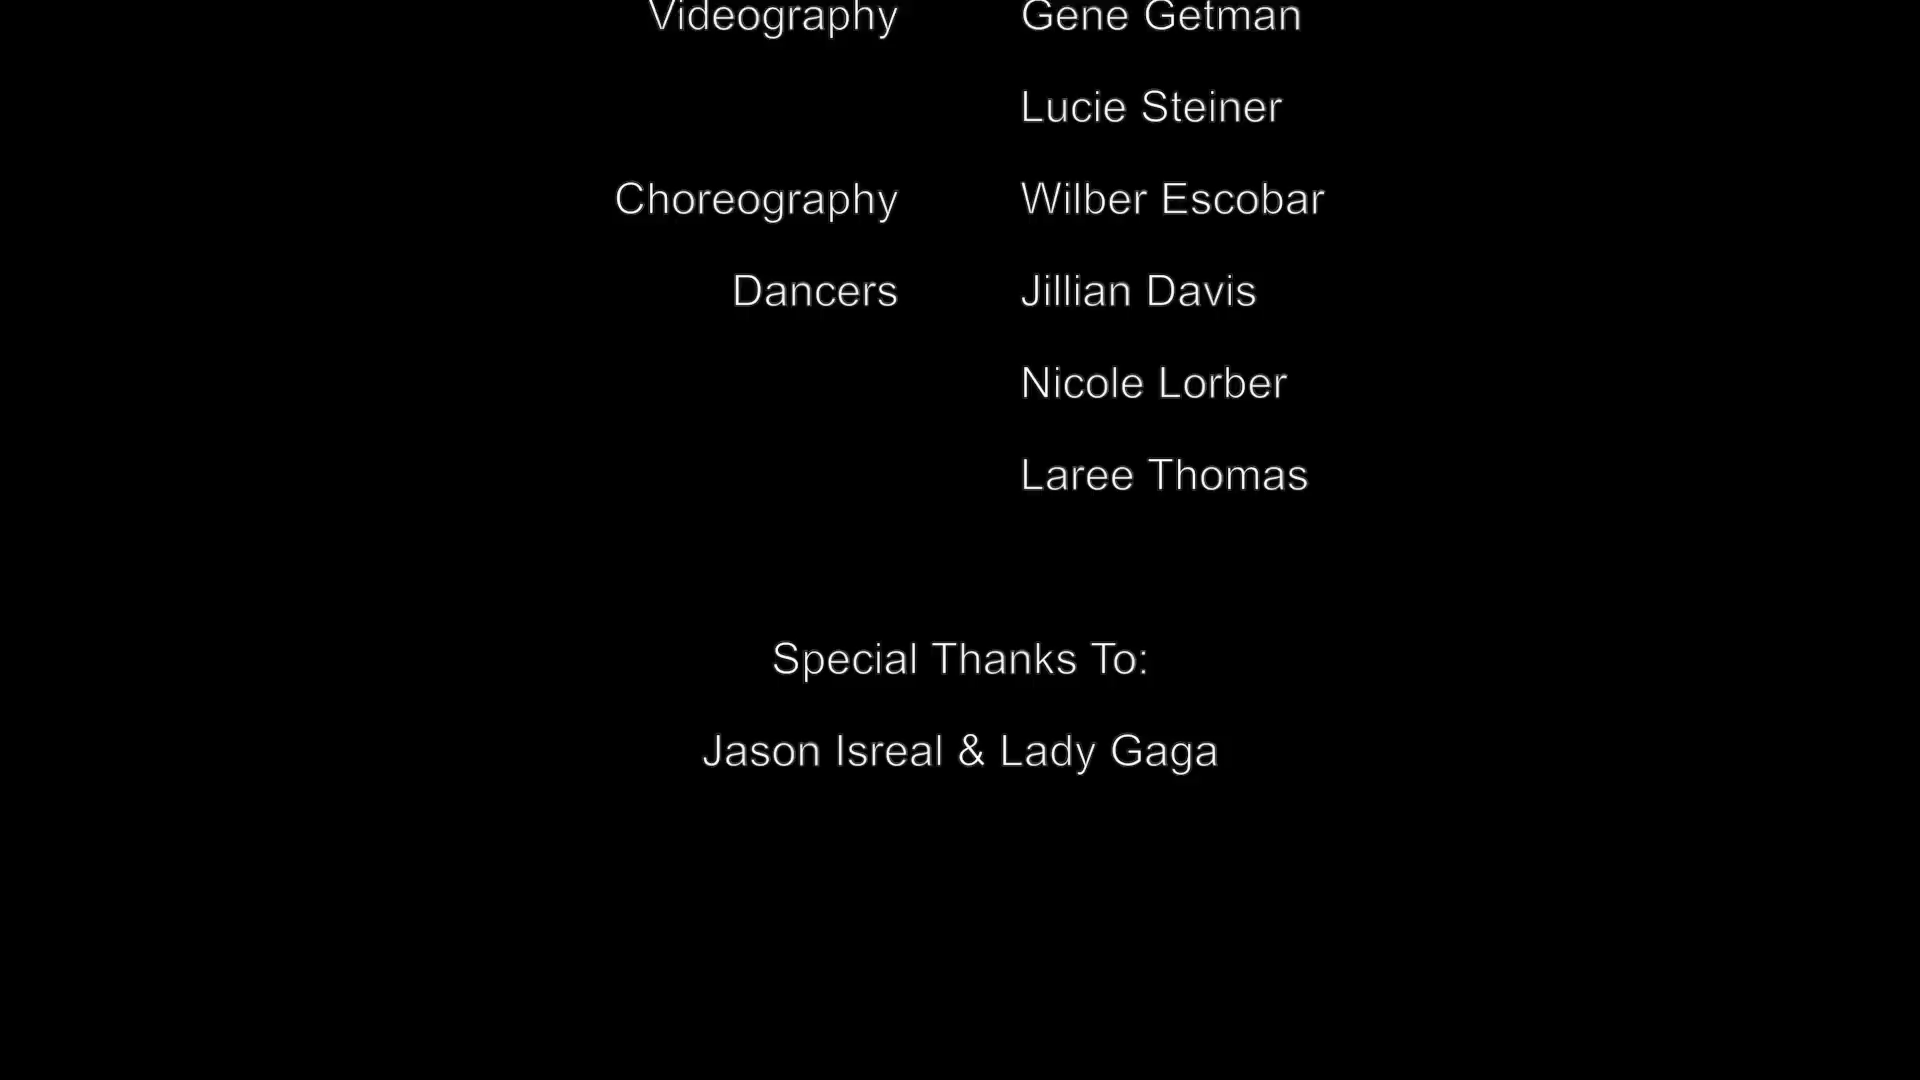 Videography Gene Getman
Lucie Steiner
Choreography Wilber Escobar
Dancers Jillian Davis
Nicole Lorber
Laree Thomas
Special Thanks To:
Jason Isreal & Lady Gaga